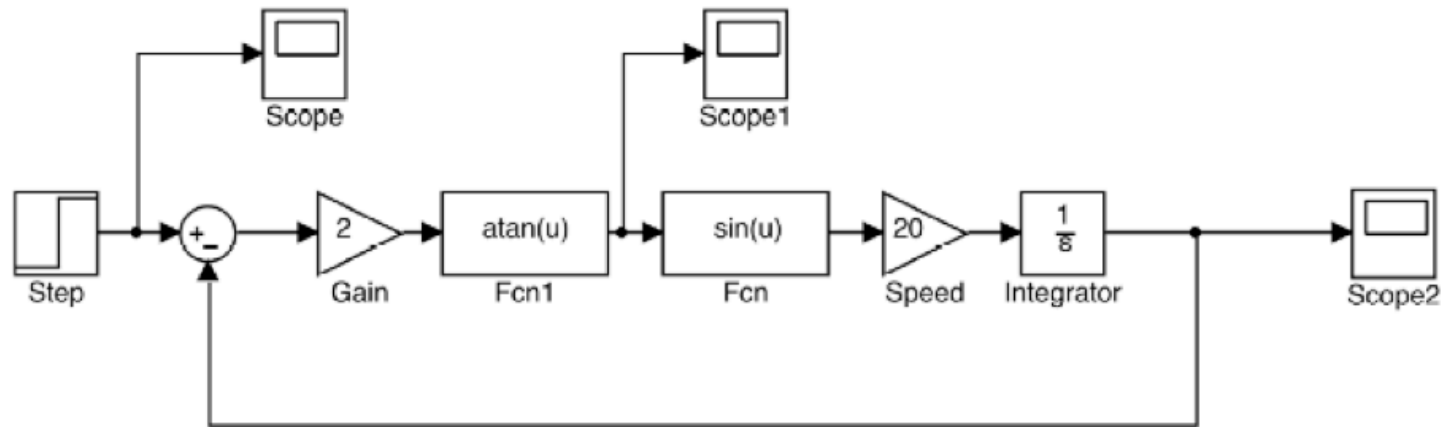 Scope
Scope1
+
−
2
atan(u)
sin(u)
20
1
s
Step
Gain
Fcn1
Fcn
Speed
Integrator
Scope2